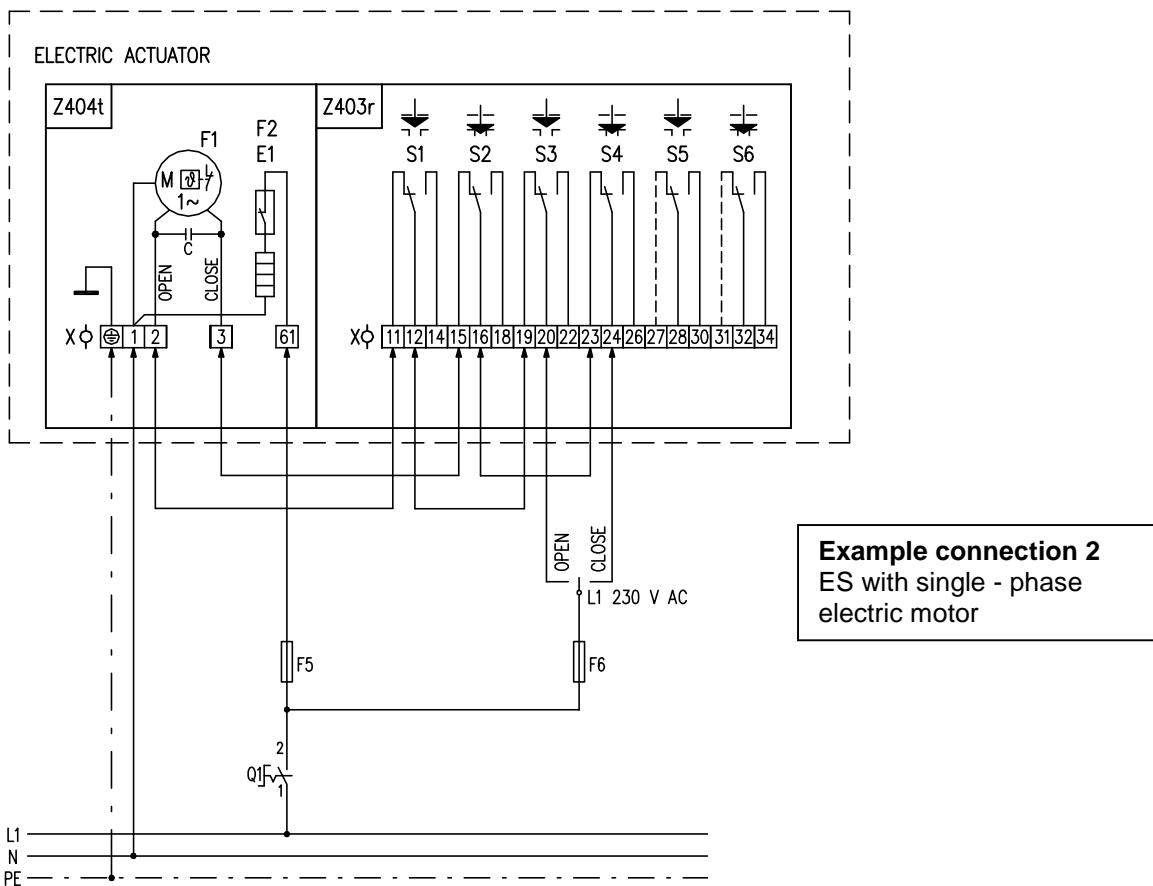 ELECTRIC ACTUATOR
Z404t
Z403r
F1
F2
E1
S1 S2 S3 S4 S5 S6
M ϑ
1~
C
OPEN
CLOSE
X 1 2 3 61
X 11 12 14 15 16 18 19 20 22 23 24 26 27 28 30 31 32 34
OPEN
CLOSE
L1 230 V AC
F5
F6
2
Q1
1
L1
N
PE
Example connection 2
ES with single - phase
electric motor